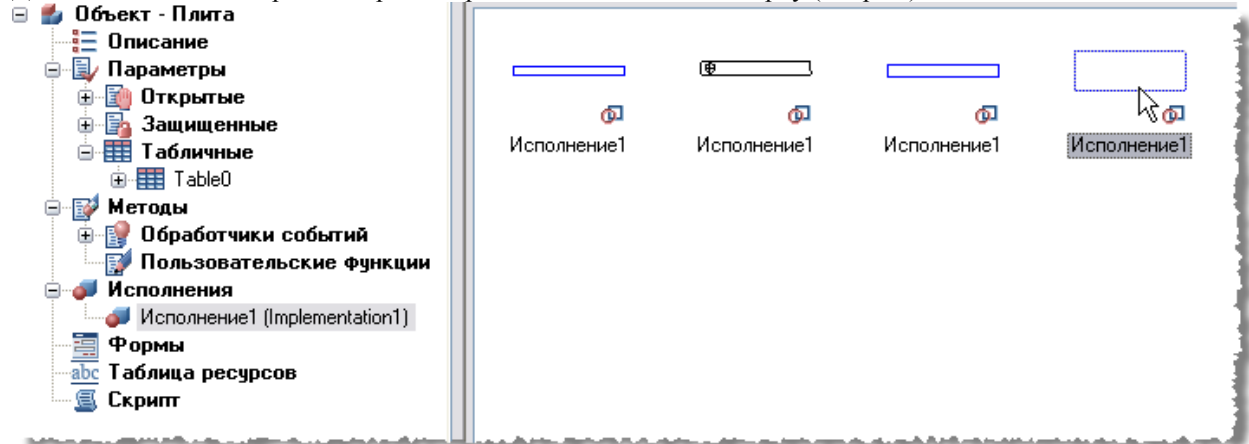 Объект - Плита
Описание
Параметры
Открытые
Защищенные
Табличные
Table0
Методы
Обработчики событий
Пользовательские функции
Исполнения
Исполнение1 (Implementation1)
Формы
abc Таблица ресурсов
Скрипт
Исполнение1 Исполнение1 Исполнение1 Исполнение1